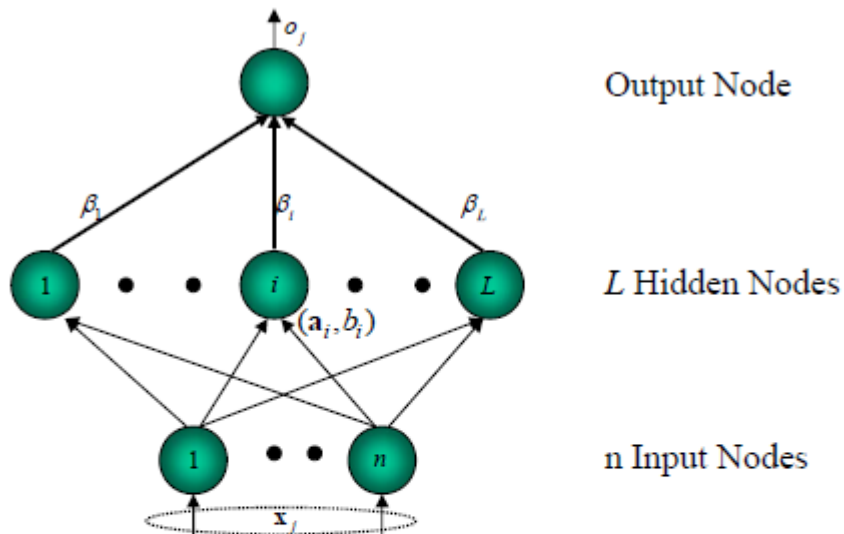 o_j
Output Node
β_1 β_i β_L
1 i L
L Hidden Nodes
(a_i, b_i)
1 n
n Input Nodes
x_j